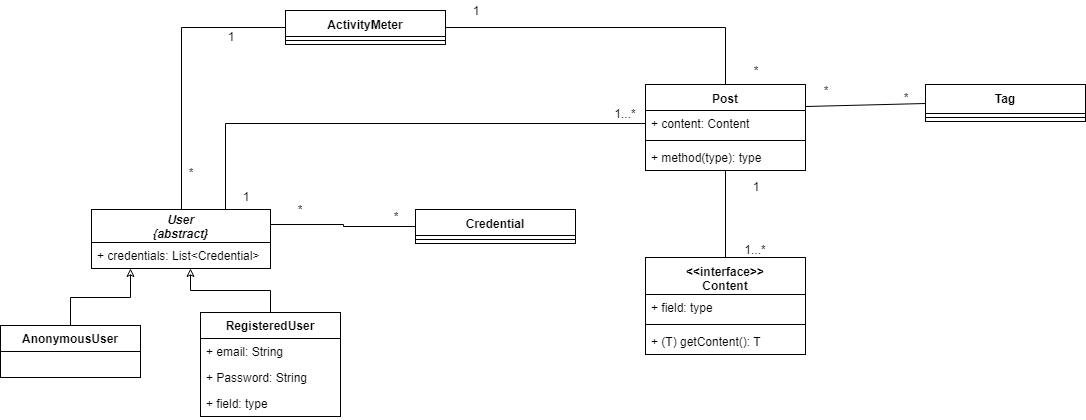 ActivityMeter
1
1
*
Post
+ content: Content
+ method(type): type
*
*
Tag
1...*
*
1
User
{abstract}
+ credentials: List<Credential>
*
*
Credential
1
1...*
<<interface>>
Content
+ field: type
+ (T) getContent(): T
AnonymousUser
RegisteredUser
+ email: String
+ Password: String
+ field: type